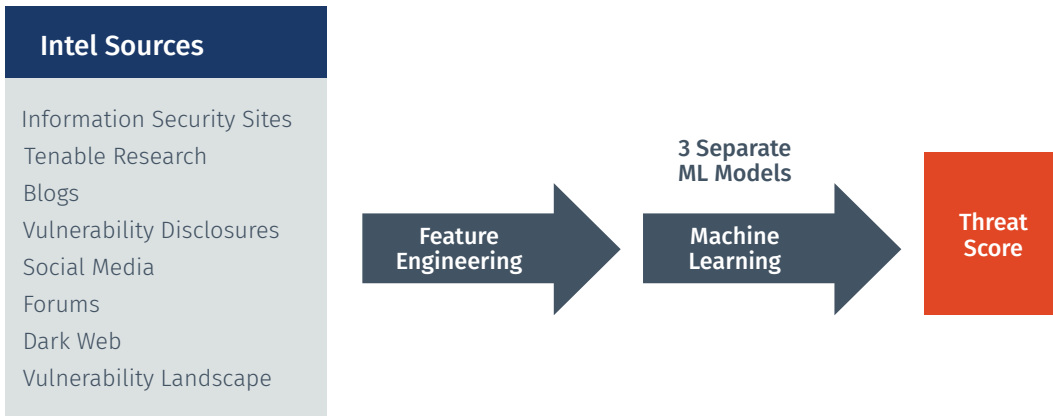 Intel Sources
Information Security Sites
Tenable Research
Blogs
Vulnerability Disclosures
Social Media
Forums
Dark Web
Vulnerability Landscape
Feature
Engineering
3 Separate
ML Models
Machine
Learning
Threat
Score